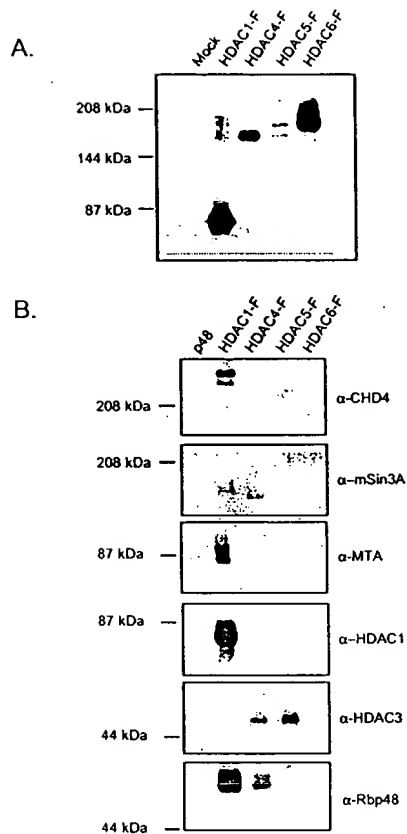 A.
Mock
HDAC1-F
HDAC4-F
HDAC5-F
HDAC6-F
208 kDa
144 kDa
87 kDa
B.
p48
HDAC1-F
HDAC4-F
HDAC5-F
HDAC6-F
208 kDa
α-CHD4
208 kDa
α-mSin3A
87 kDa
α-MTA
87 kDa
α-HDAC1
α-HDAC3
44 kDa
α-Rbp48
44 kDa